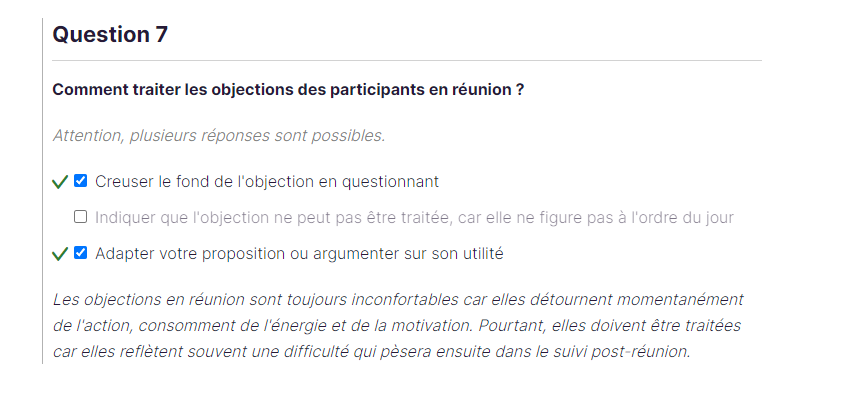 Question 7
Comment traiter les objections des participants en réunion ?
Attention, plusieurs réponses sont possibles.
Creuser le fond de l'objection en questionnant
Indiquer que l'objection ne peut pas être traitée, car elle ne figure pas à l'ordre du jour
Adapter votre proposition ou argumenter sur son utilité
Les objections en réunion sont toujours inconfortables car elles détournent momentanément
de l'action, consomment de l'énergie et de la motivation. Pourtant, elles doivent être traitées
car elles reflètent souvent une difficulté qui pèsera ensuite dans le suivi post-réunion.